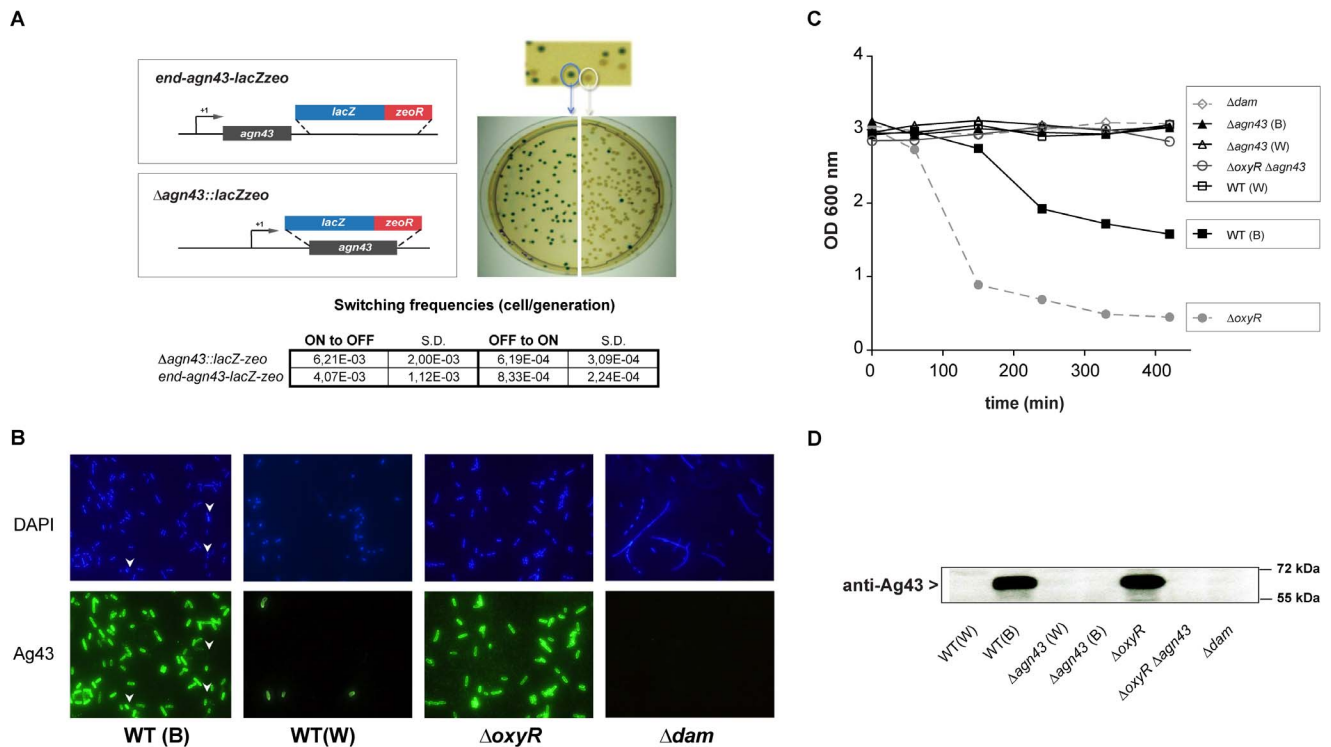 A
end-agn43-lacZzeo
+1
lacZ
zeoR
agn43
Δagn43::lacZzeo
+1
lacZ
zeoR
agn43
Switching frequencies (cell/generation)
ON to OFF S.D. OFF to ON S.D.
Δagn43::lacZ-zeo 6,21E-03 2,00E-03 6,19E-04 3,09E-04
end-agn43-lacZ-zeo 4,07E-03 1,12E-03 8,33E-04 2,24E-04
B
DAPI
Ag43
WT (B)
WT(W)
ΔoxyR
Δdam
C
OD 600 nm
4
3
2
1
0
0 100 200 300 400
time (min)
Δdam
Δagn43 (B)
Δagn43 (W)
ΔoxyR Δagn43
WT (W)
WT (B)
ΔoxyR
D
anti-Ag43 >
72 kDa
55 kDa
WT(W)
WT(B)
Δagn43 (W)
Δagn43 (B)
ΔoxyR
ΔoxyR Δagn43
Δdam